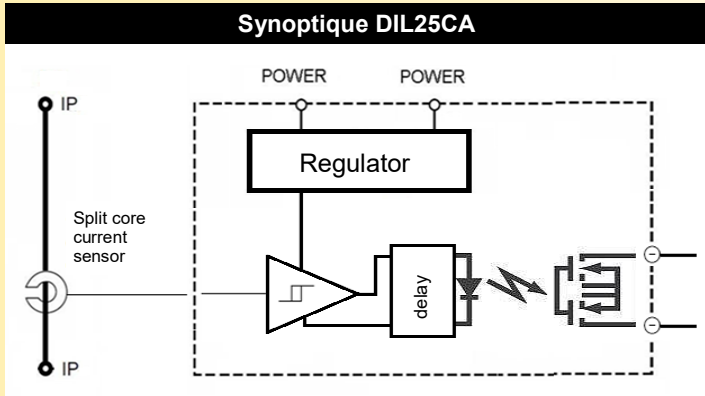 Synoptique DIL25CA
POWER POWER
IP
Regulator
Split core
current
sensor
delay
IP